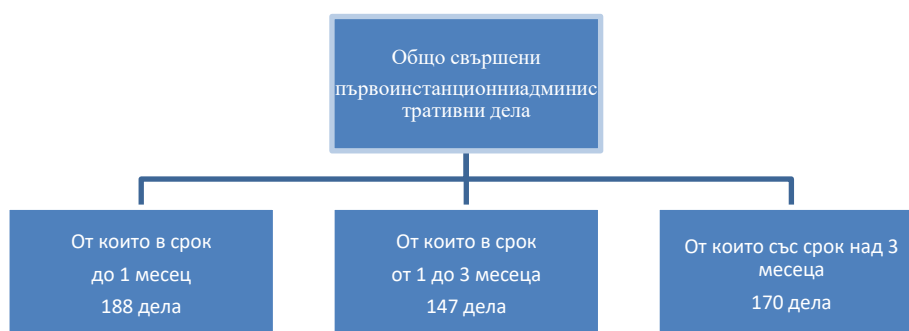 Общо свършени
първоинстанционниадминис
тративни дела
От които в срок
до 1 месец
188 дела
От които в срок
от 1 до 3 месеца
147 дела
От които със срок над 3
месеца
170 дела